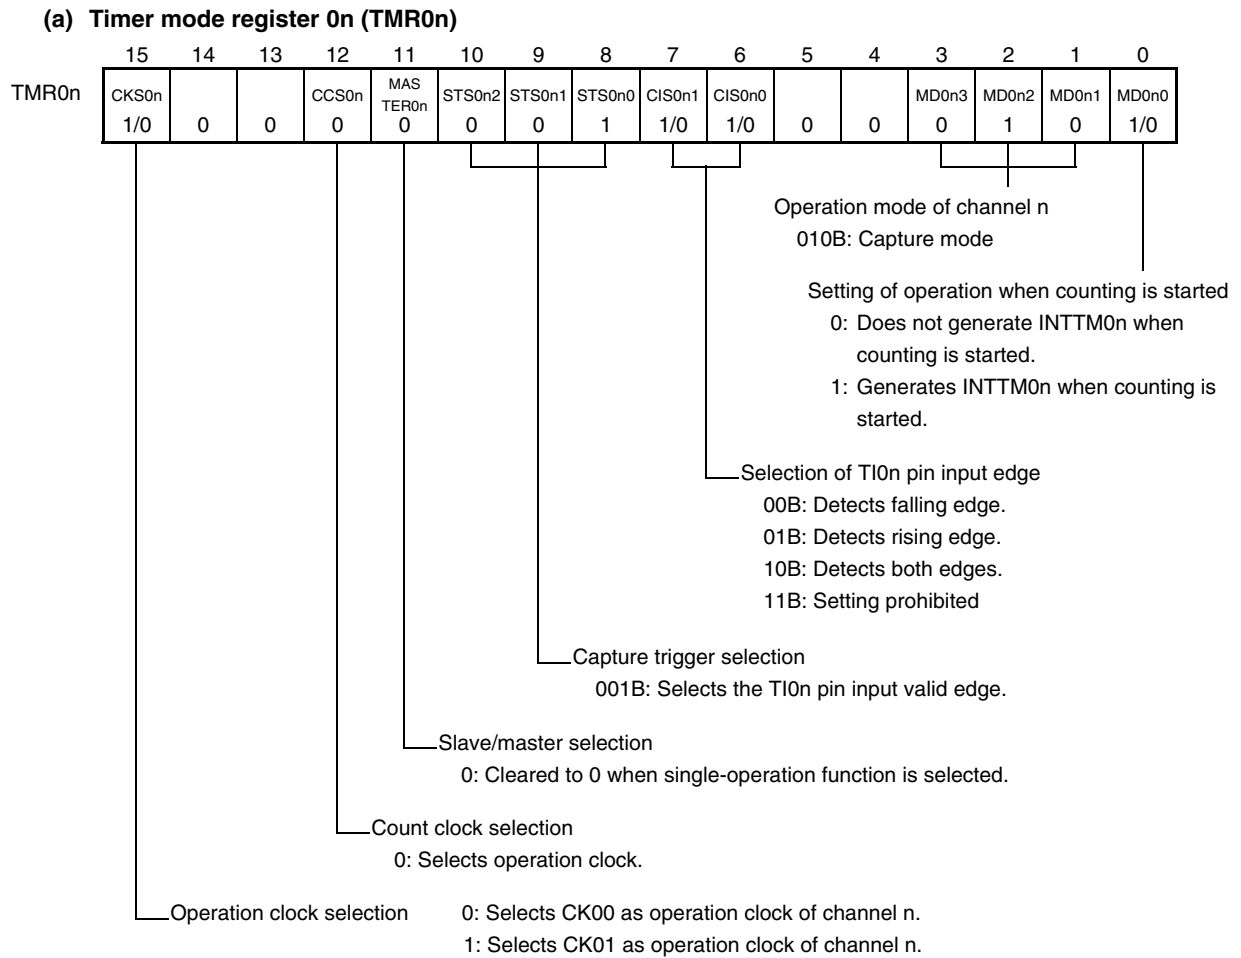 (a) Timer mode register 0n (TMR0n)
15 14 13 12 11 10 9 8 7 6 5 4 3 2 1 0
TMR0n CKS0n CCS0n MAS TER0n STS0n2 STS0n1 STS0n0 CIS0n1 CIS0n0 MD0n3 MD0n2 MD0n1 MD0n0
1/0 0 0 0 0 0 0 1 1/0 1/0 0 0 0 1 0 1/0
Operation mode of channel n
010B: Capture mode
Setting of operation when counting is started
0: Does not generate INTTM0n when
counting is started.
1: Generates INTTM0n when counting is
started.
Selection of TI0n pin input edge
00B: Detects falling edge.
01B: Detects rising edge.
10B: Detects both edges.
11B: Setting prohibited
Capture trigger selection
001B: Selects the TI0n pin input valid edge.
Slave/master selection
0: Cleared to 0 when single-operation function is selected.
Count clock selection
0: Selects operation clock.
Operation clock selection 0: Selects CK00 as operation clock of channel n.
1: Selects CK01 as operation clock of channel n.